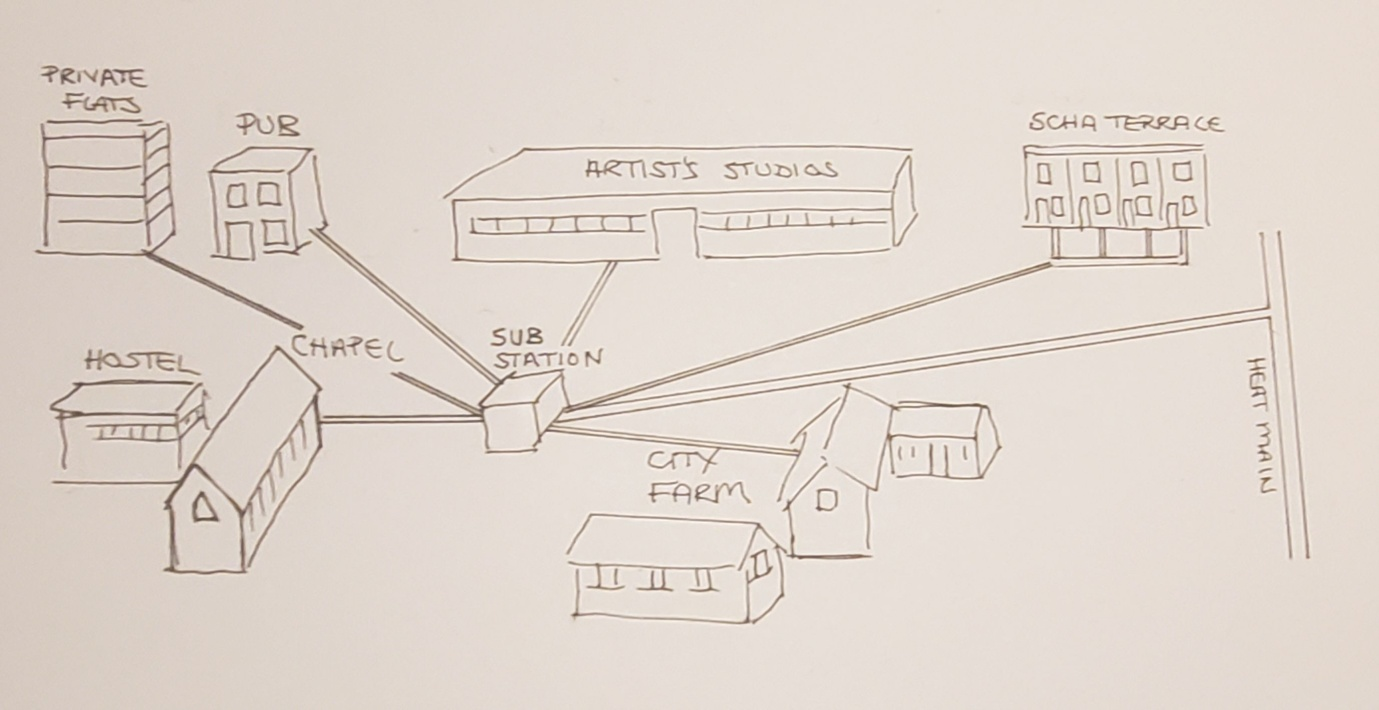 PRIVATE
FLATS
PUB
ARTIST'S STUDIOS
SCHA TERRACE
HOSTEL
CHAPEL
SUB
STATION
CITY
FARM
HEAT MAIN